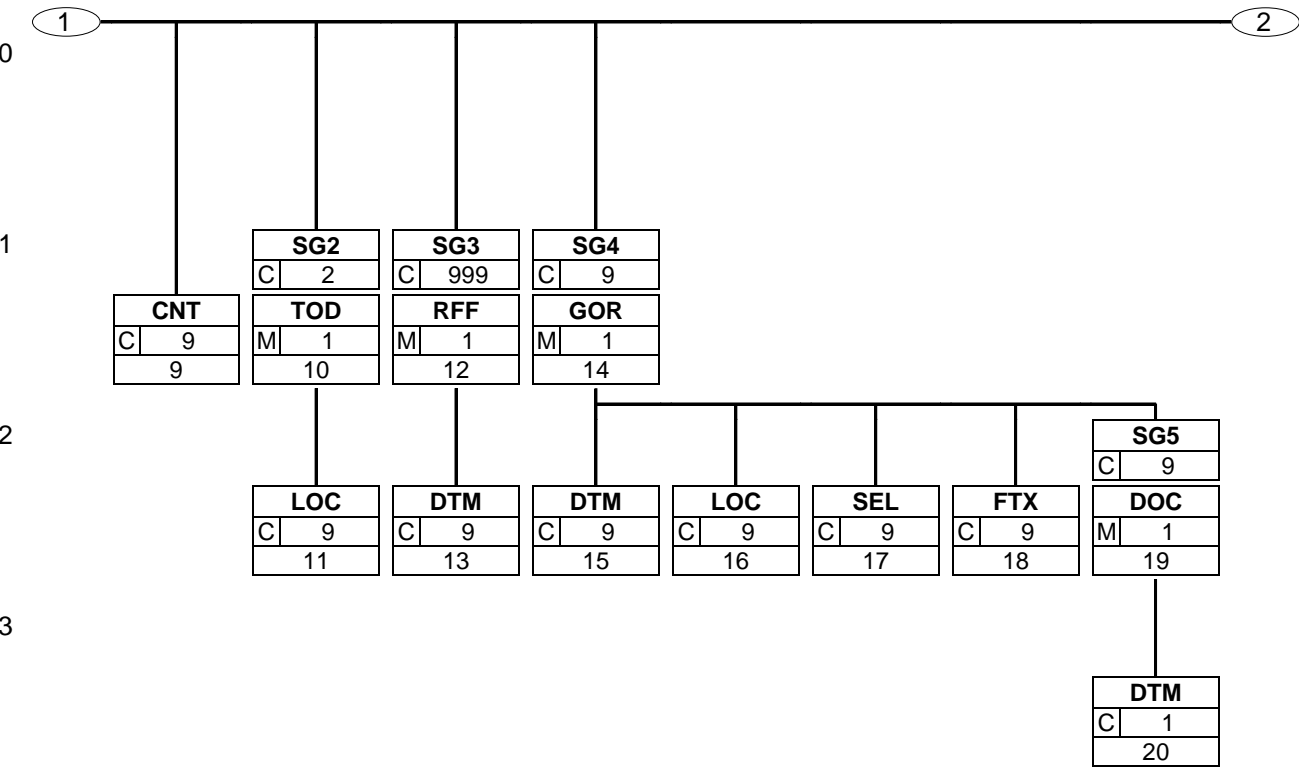 1 2
0
1
SG2 SG3 SG4
C 2 C 999 C 9
CNT TOD RFF GOR
C 9 M 1 M 1 M 1
9 10 12 14
2
SG5
C 9
LOC DTM DTM LOC SEL FTX DOC
C 9 C 9 C 9 C 9 C 9 C 9 M 1
11 13 15 16 17 18 19
3
DTM
C 1
20